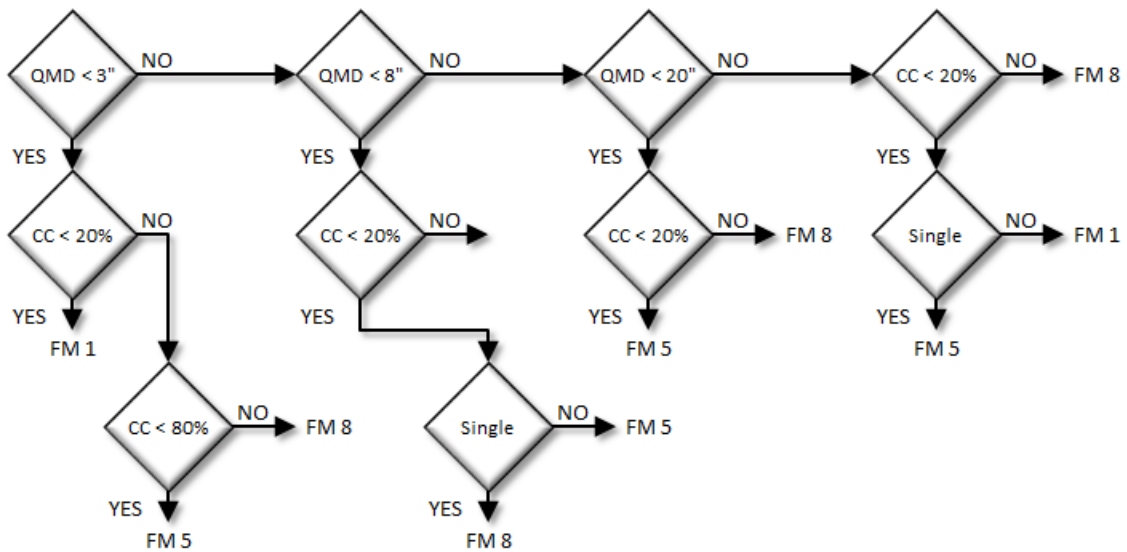 QMD < 3" NO QMD < 8" NO QMD < 20" NO CC < 20% NO FM 8
YES YES YES YES
CC < 20% NO CC < 20% NO CC < 20% NO FM 8 Single NO FM 1
YES YES YES YES
FM 1 FM 5 FM 5
CC < 80% NO FM 8 Single NO FM 5
YES YES
FM 5 FM 8